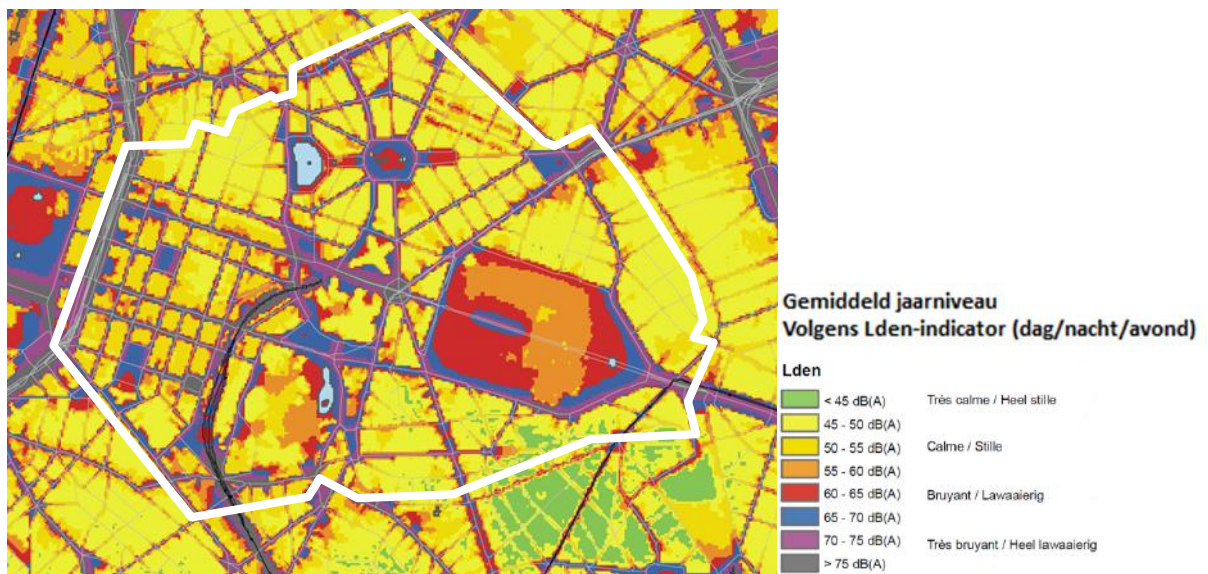 Gemiddeld jaarniveau
Volgens Lden-indicator (dag/nacht/avond)
Lden
< 45 dB(A) Très calme / Heel stille
45 - 50 dB(A)
50 - 55 dB(A) Calme / Stille
55 - 60 dB(A)
60 - 65 dB(A) Bruyant / Lawaaierig
65 - 70 dB(A)
70 - 75 dB(A) Très bruyant / Heel lawaaierig
> 75 dB(A)